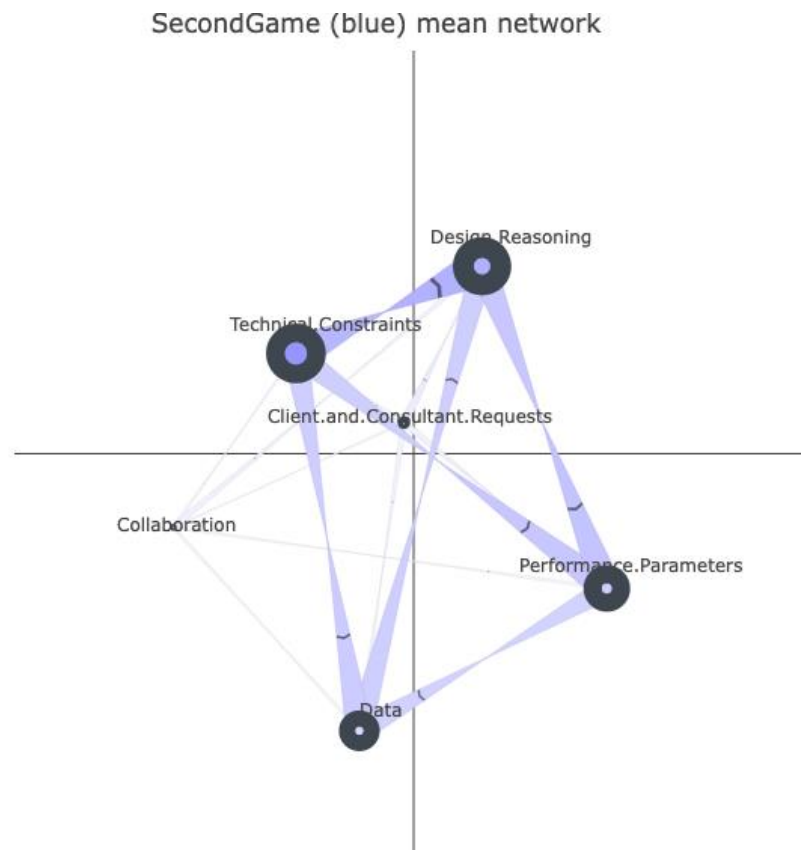 SecondGame (blue) mean network
Design.Reasoning
Technical.Constraints
Client.and.Consultant.Requests
Collaboration
Performance.Parameters
Data